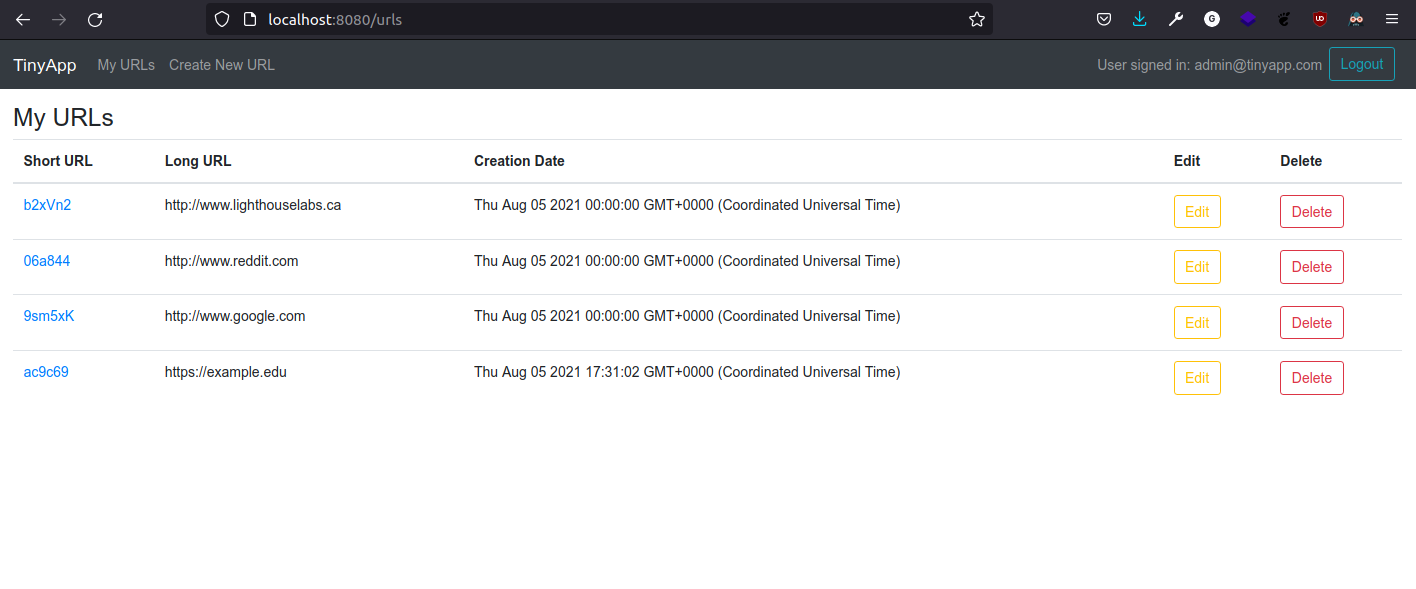 localhost:8080/urls
G
UD
TinyApp My URLs Create New URL User signed in: admin@tinyapp.com Logout
My URLs
Short URL Long URL Creation Date Edit Delete
b2xVn2 http://www.lighthouselabs.ca Thu Aug 05 2021 00:00:00 GMT+0000 (Coordinated Universal Time) Edit Delete
06a844 http://www.reddit.com Thu Aug 05 2021 00:00:00 GMT+0000 (Coordinated Universal Time) Edit Delete
9sm5xK http://www.google.com Thu Aug 05 2021 00:00:00 GMT+0000 (Coordinated Universal Time) Edit Delete
ac9c69 https://example.edu Thu Aug 05 2021 17:31:02 GMT+0000 (Coordinated Universal Time) Edit Delete